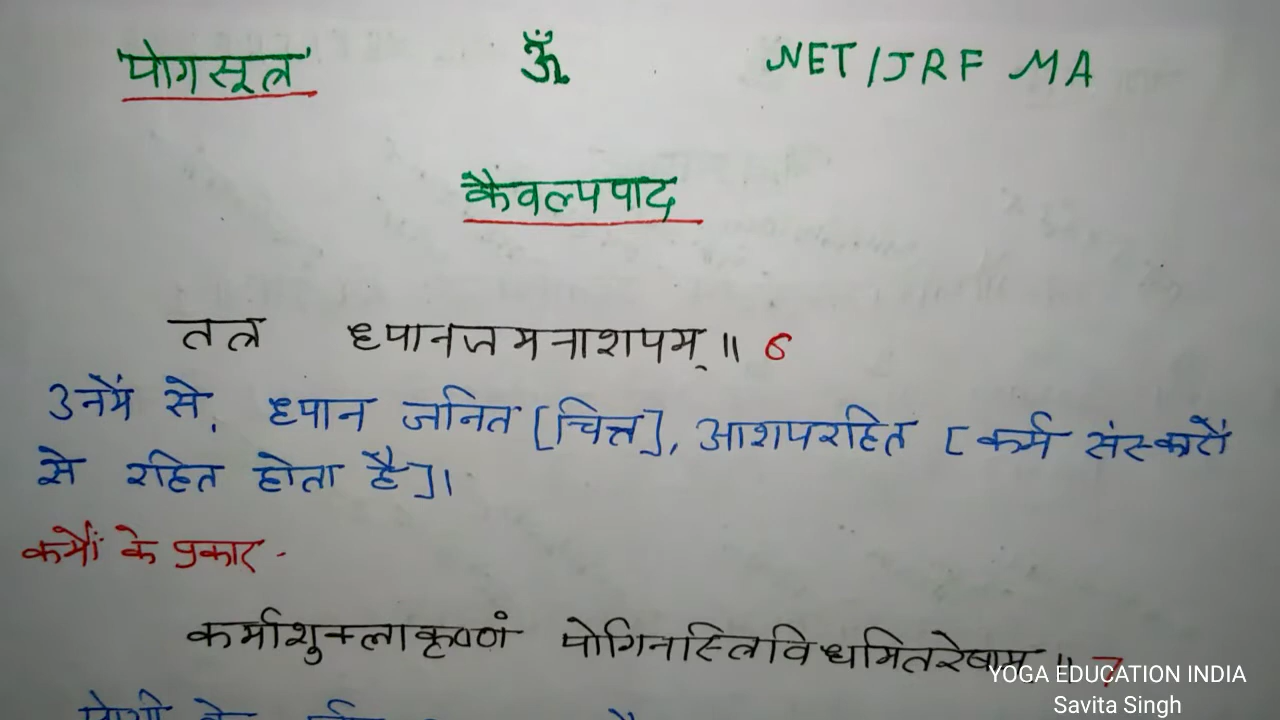 योगसूत्र ॐ NET/JRF MA
कैवल्यपाद
तत्र ध्यानजमनाशयम् ॥ 6
उनमें से, ध्यान जनित [चित्त], आशयरहित [कर्म संस्कारों
से रहित होता है]।
कर्मों के प्रकार -
कर्माशुक्लाकृष्णं योगिनस्त्रिविधमितरेषाम् ॥ 7
YOGA EDUCATION INDIA
Savita Singh